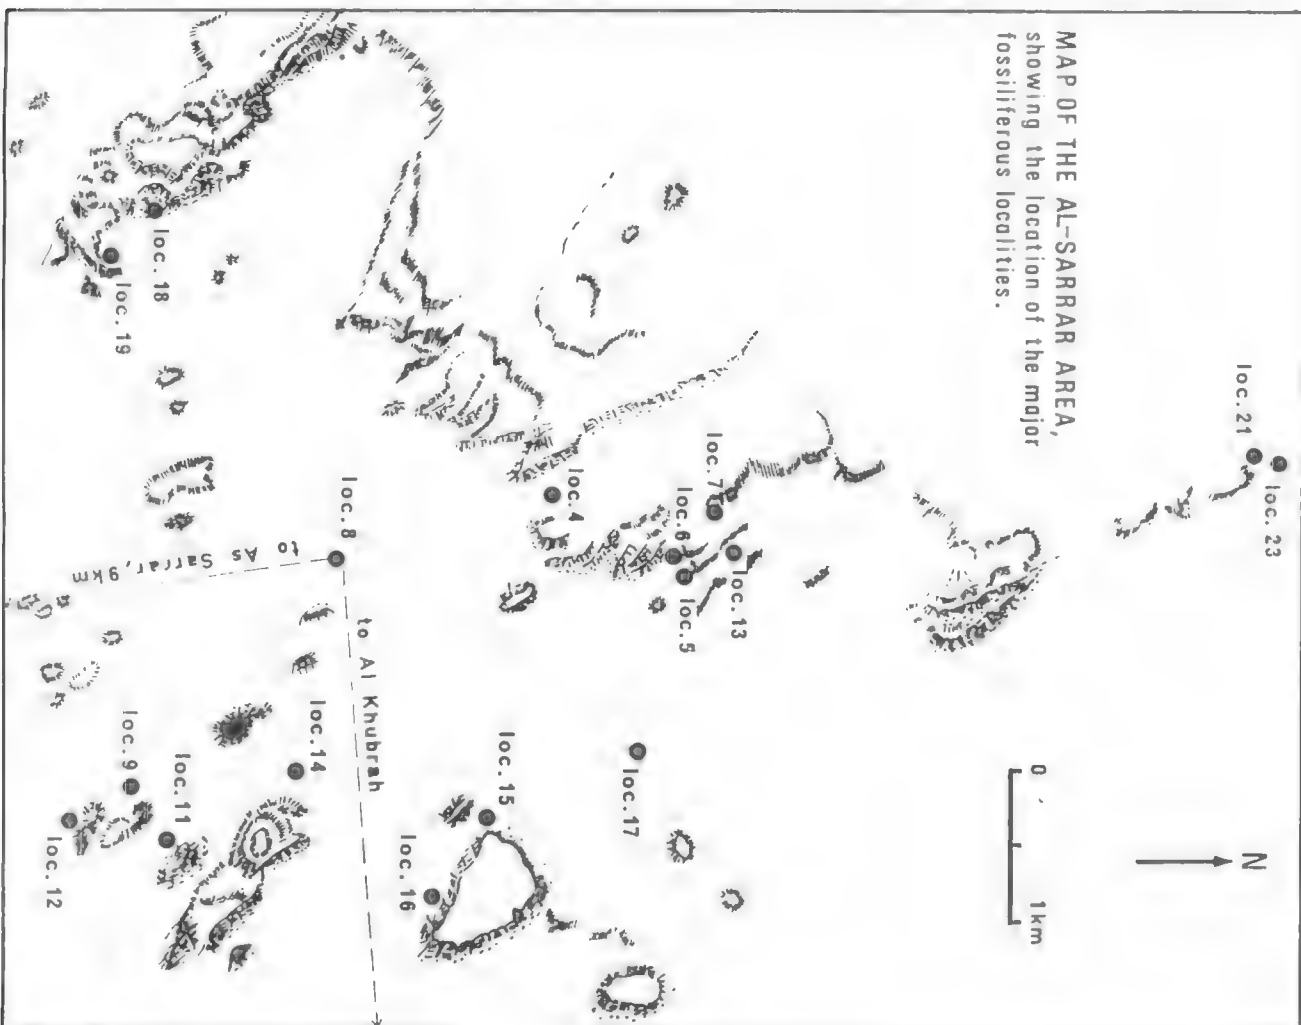 MAP OF THE AL-SARRAR AREA,
showing the location of the major
fossiliferous localities.
loc.21
loc.23
loc.7
loc.6
loc.13
loc.5
loc.4
loc.17
0
1km
N
loc.8
to As Sarrar, 9km
to Al Khubrah
loc.18
loc.19
loc.14
loc.15
loc.16
loc.9
loc.11
loc.12